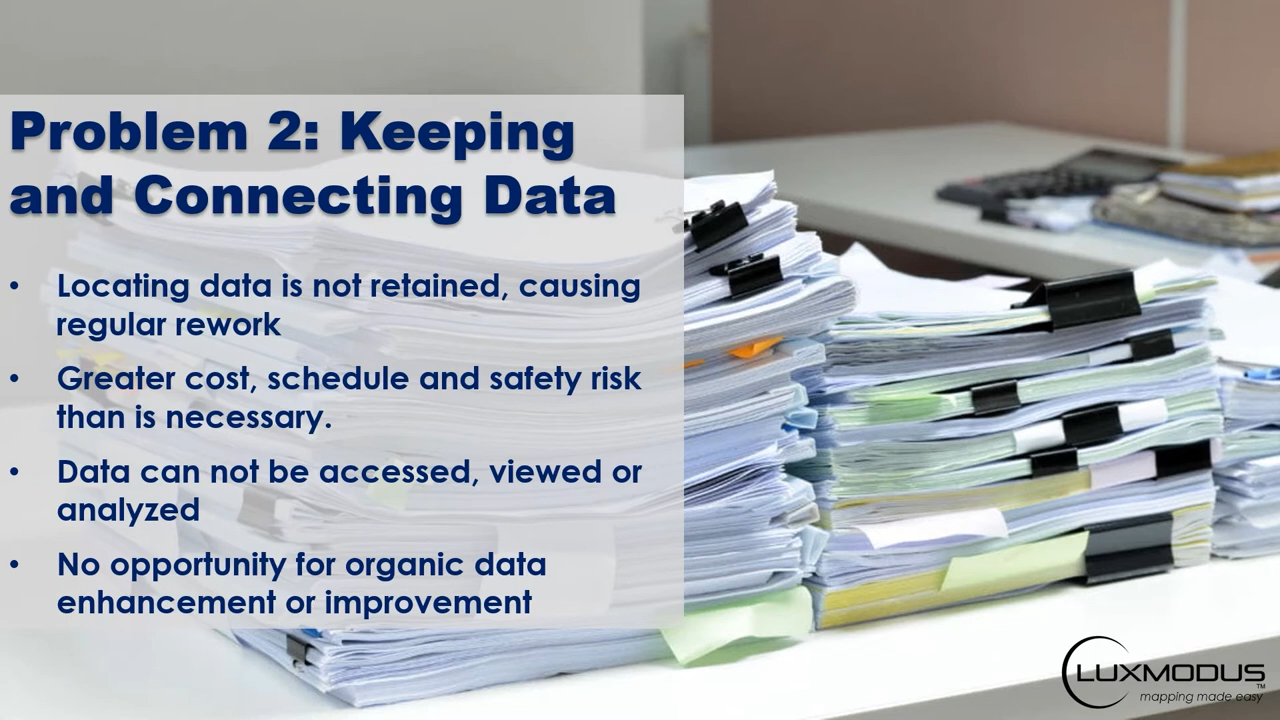 Problem 2: Keeping
and Connecting Data
• Locating data is not retained, causing
regular rework
• Greater cost, schedule and safety risk
than is necessary.
• Data can not be accessed, viewed or
analyzed
• No opportunity for organic data
enhancement or improvement
LUXMODUS™
mapping made easy